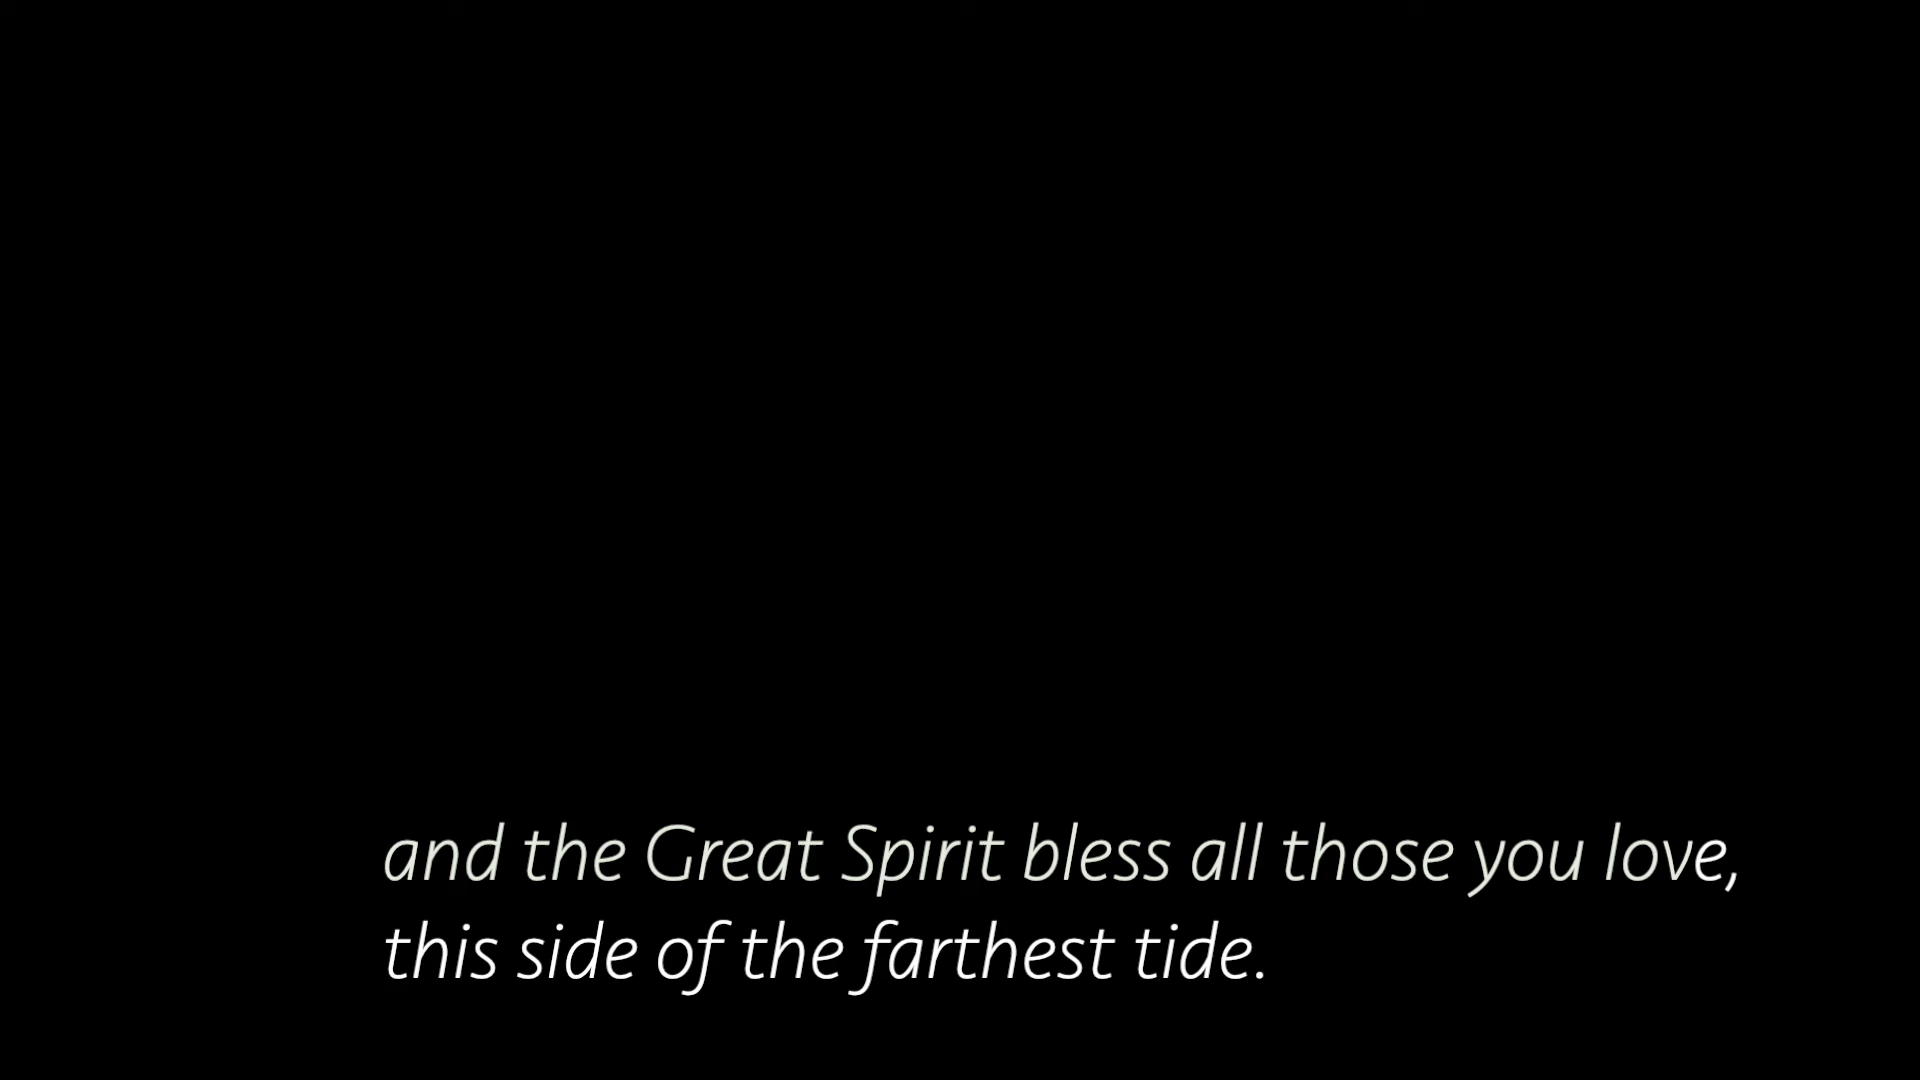 and the Great Spirit bless all those you love,
this side of the farthest tide.